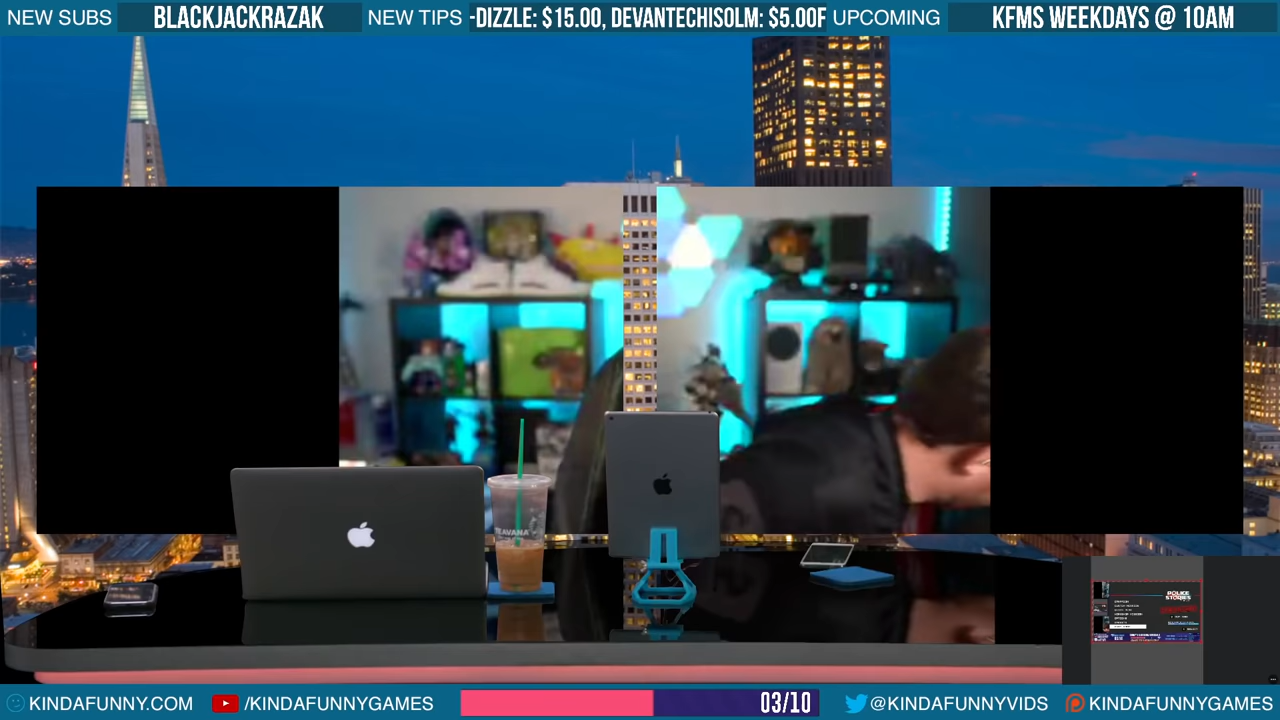 NEW SUBS BLACKJACKRAZAK NEW TIPS -DIZZLE: $15.00, DEVANTECHISOLM: $5.00F UPCOMING KFMS WEEKDAYS @ 10AM
TEAVANA
POLICE
STORIES
KINDAFUNNY.COM /KINDAFUNNYGAMES 03/10 @KINDAFUNNYVIDS KINDAFUNNYGAMES